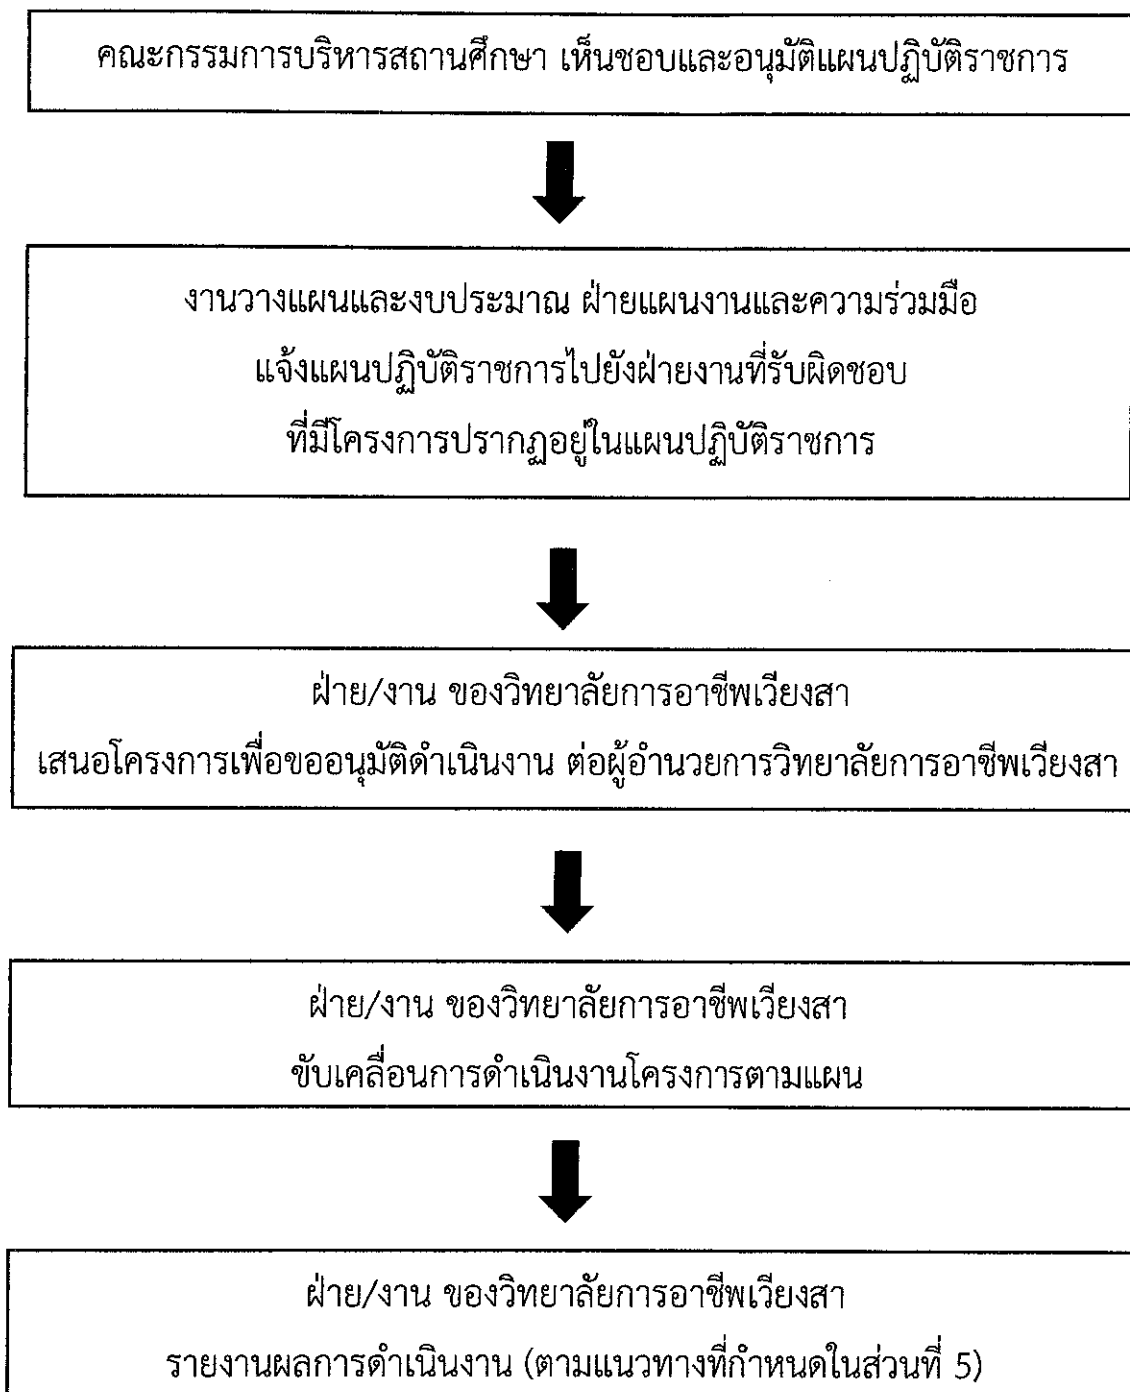 คณะกรรมการบริหารสถานศึกษา เห็นชอบและอนุมัติแผนปฏิบัติราชการ
งานวางแผนและงบประมาณ ฝ่ายแผนงานและความร่วมมือ
แจ้งแผนปฏิบัติราชการไปยังฝ่ายงานที่รับผิดชอบ
ที่มีโครงการปรากฏอยู่ในแผนปฏิบัติราชการ
ฝ่าย/งาน ของวิทยาลัยการอาชีพเวียงสา
เสนอโครงการเพื่อขออนุมัติดำเนินงาน ต่อผู้อำนวยการวิทยาลัยการอาชีพเวียงสา
ฝ่าย/งาน ของวิทยาลัยการอาชีพเวียงสา
ขับเคลื่อนการดำเนินงานโครงการตามแผน
ฝ่าย/งาน ของวิทยาลัยการอาชีพเวียงสา
รายงานผลการดำเนินงาน (ตามแนวทางที่กำหนดในส่วนที่ 5)